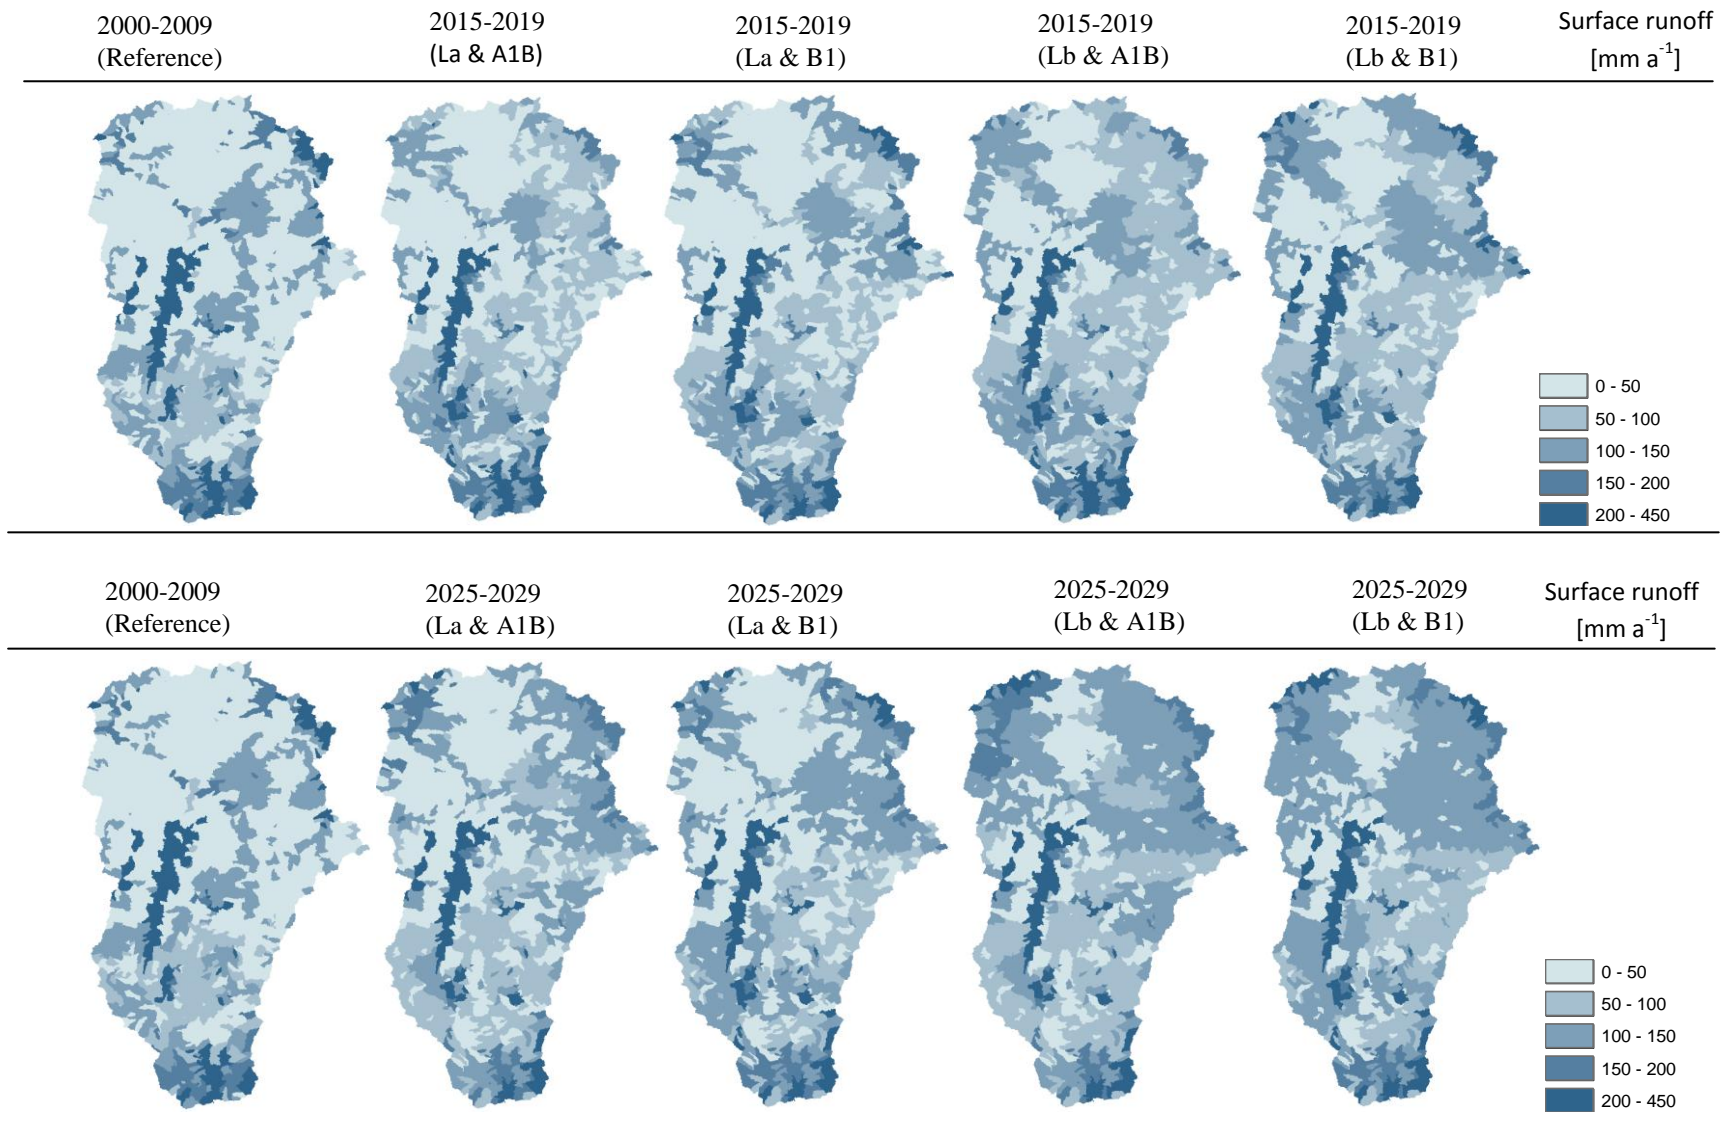 2000-2009
(Reference)
2015-2019
(La & A1B)
2015-2019
(La & B1)
2015-2019
(Lb & A1B)
2015-2019
(Lb & B1)
Surface runoff
[mm a⁻¹]
0 - 50
50 - 100
100 - 150
150 - 200
200 - 450
2000-2009
(Reference)
2025-2029
(La & A1B)
2025-2029
(La & B1)
2025-2029
(Lb & A1B)
2025-2029
(Lb & B1)
Surface runoff
[mm a⁻¹]
0 - 50
50 - 100
100 - 150
150 - 200
200 - 450